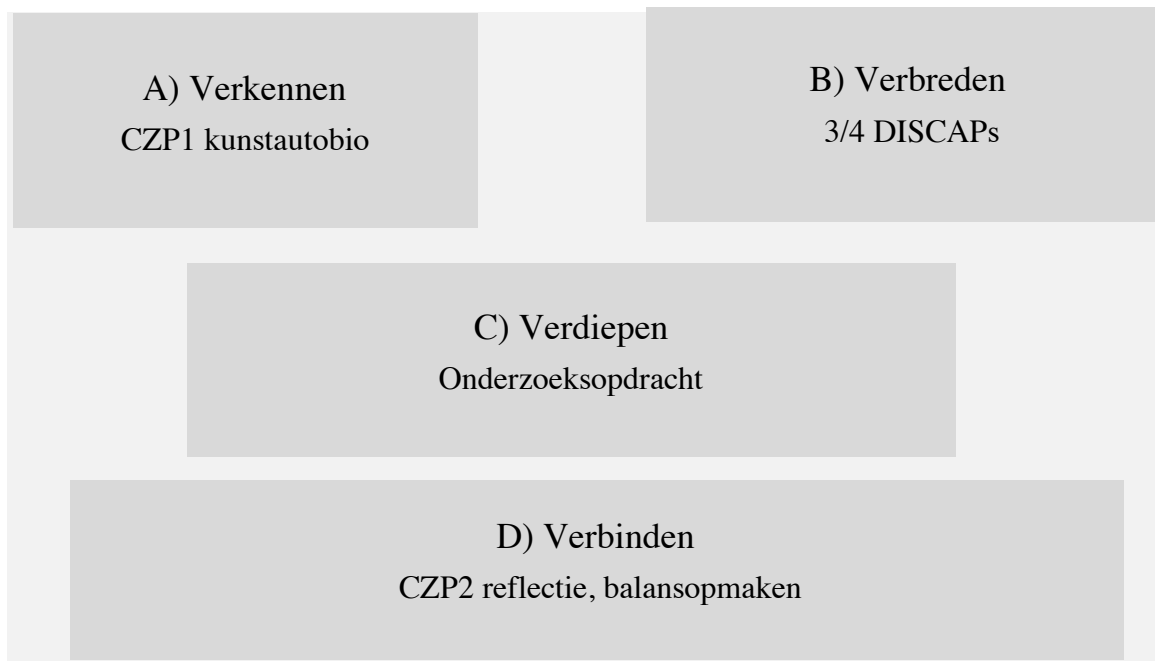 A) Verkennen
CZP1 kunstautobio
B) Verbreden
3/4 DISCAPs
C) Verdiepen
Onderzoeksopdracht
D) Verbinden
CZP2 reflectie, balansopmaken